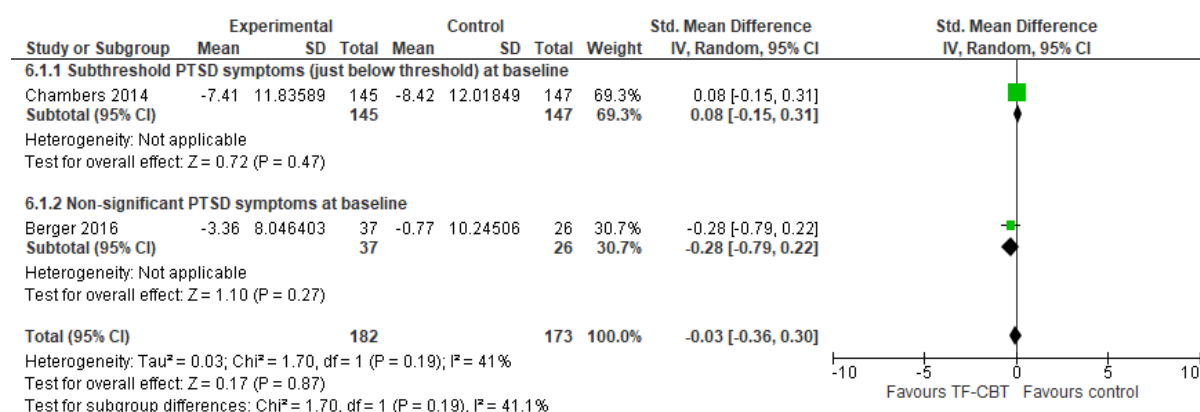 Experimental Control Std. Mean Difference Std. Mean Difference
Study or Subgroup Mean SD Total Mean SD Total Weight IV, Random, 95% CI IV, Random, 95% CI
6.1.1 Subthreshold PTSD symptoms (just below threshold) at baseline
Chambers 2014 -7.41 11.83589 145 -8.42 12.01849 147 69.3% 0.08 [-0.15, 0.31]
Subtotal (95% CI) 145 147 69.3% 0.08 [-0.15, 0.31]
Heterogeneity: Not applicable
Test for overall effect: Z = 0.72 (P = 0.47)
6.1.2 Non-significant PTSD symptoms at baseline
Berger 2016 -3.36 8.046403 37 -0.77 10.24506 26 30.7% -0.28 [-0.79, 0.22]
Subtotal (95% CI) 37 26 30.7% -0.28 [-0.79, 0.22]
Heterogeneity: Not applicable
Test for overall effect: Z = 1.10 (P = 0.27)
Total (95% CI) 182 173 100.0% -0.03 [-0.36, 0.30]
Heterogeneity: Tau² = 0.03; Chi² = 1.70, df = 1 (P = 0.19); I² = 41%
Test for overall effect: Z = 0.17 (P = 0.87)
Test for subgroup differences: Chi² = 1.70, df = 1 (P = 0.19), I² = 41.1%
-10 -5 0 5 10
Favours TF-CBT Favours control